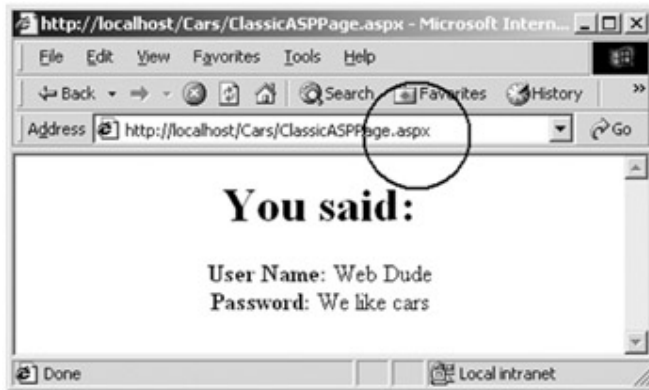 http://localhost/Cars/ClassicASPPage.aspx - Microsoft Intern...
File Edit View Favorites Tools Help
Back Search Favorites History »
Address http://localhost/Cars/ClassicASPPage.aspx Go
You said:
User Name: Web Dude
Password: We like cars
Done Local intranet